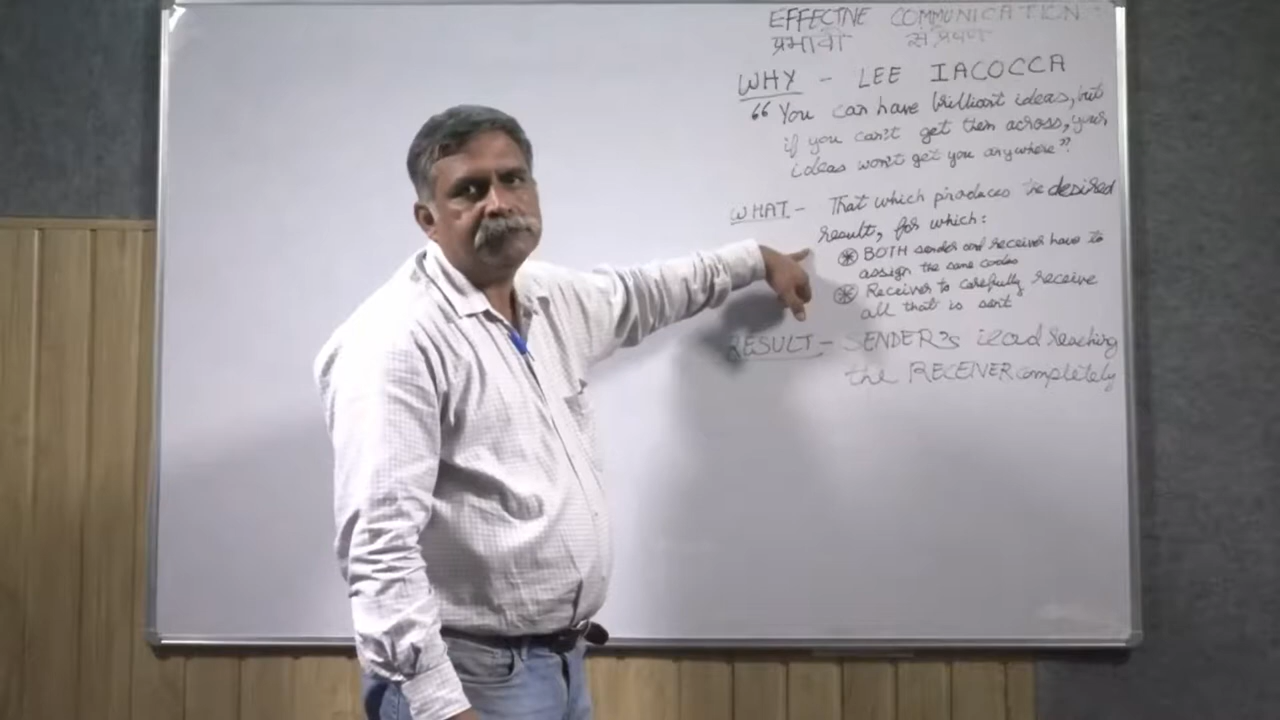 EFFECTIVE COMMUNICATION
प्रभावी संप्रेषण
WHY - LEE IACOCCA
"You can have brilliant ideas, but
if you can't get them across, your
ideas won't get you anywhere"
WHAT - That which produces the desired
result, for which:
BOTH sender and receiver have to
assign the same codes
Receiver to carefully receive
all that is sent
RESULT - SENDER's load reaching
the RECEIVER completely